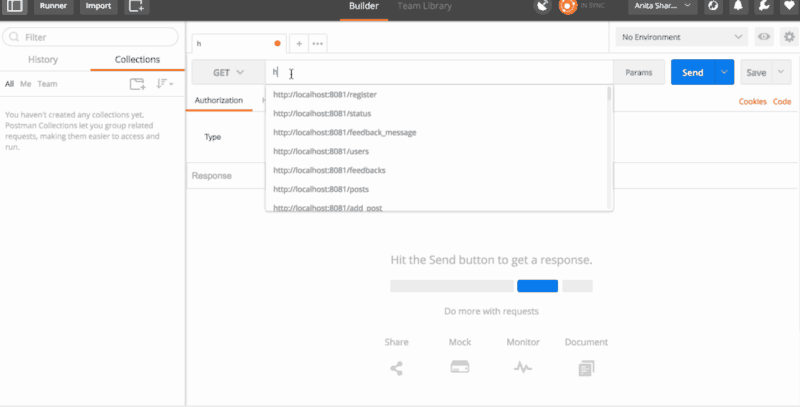 Runner
Import
Builder
Team Library
IN SYNC
Anita Shar...
Filter
History
Collections
All Me Team
You haven't created any collections yet.
Postman Collections let you group related
requests, making them easier to access and
run.
h
No Environment
GET
h
Params
Send
Save
http://localhost:8081/register
http://localhost:8081/status
http://localhost:8081/feedback_message
http://localhost:8081/users
http://localhost:8081/feedbacks
http://localhost:8081/posts
http://localhost:8081/add_post
Authorization
Cookies
Code
Type
Response
Hit the Send button to get a response.
Do more with requests
Share
Mock
Monitor
Document